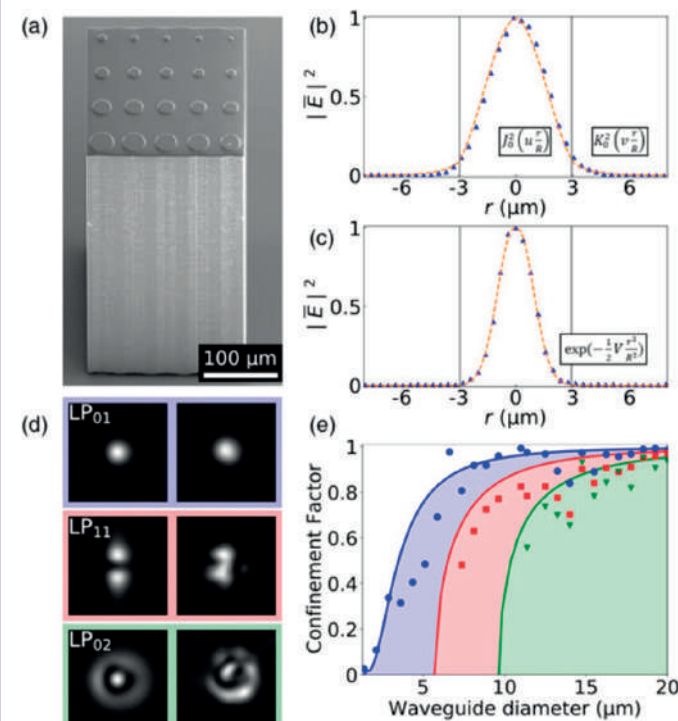 (a)
100 μm
(b)
|E̅|²
1
0.5
0
J₀²(u r/R)
K₀²(v r/R)
-6 -3 0 3 6
r (μm)
(c)
|E̅|²
1
0.5
0
exp(-½V r²/R²)
-6 -3 0 3 6
r (μm)
(d)
LP₀₁
LP₁₁
LP₀₂
(e)
Confinement Factor
1
0.8
0.6
0.4
0.2
0
5 10 15 20
Waveguide diameter (μm)